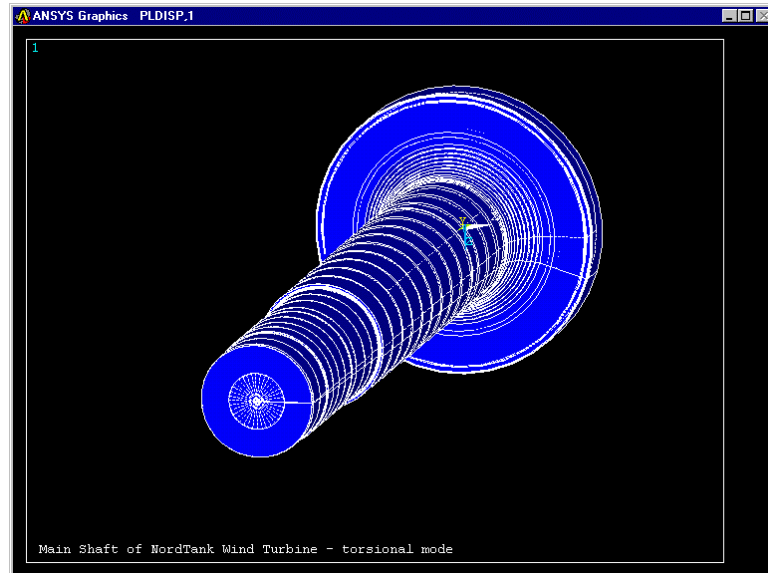 ANSYS Graphics PLDISP,1
1
Y
Main Shaft of NordTank Wind Turbine - torsional mode